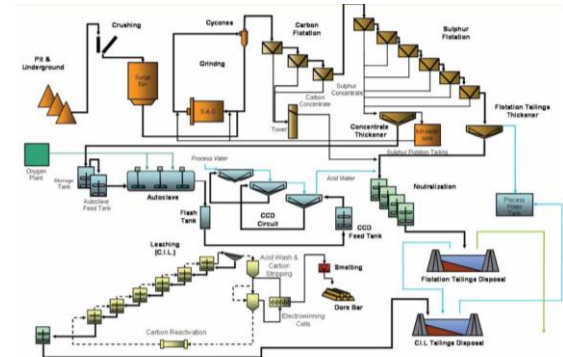 Crushing
Cycones
Carbon
Flotation
Sulphur
Flotation
Pit &
Underground
Surge
Bin
Grindng
S.A.G
Carbon
Concentrate
Sulphur
Concentrate
Tower
Concentrate
Thickener
Sulphur Flotation Tailing
Flotation Tailings
Thickener
Oxygen
Plant
Storage
Tank
Autoclave
Feed Tank
Autoclave
Process Water
Flash
Tank
CCD
Circuit
Acid Water
CCD
Feed Tank
Nutralization
Process
Water
Tank
Leaching
(C.I.L.)
Acid Wash &
Carbon
Stripping
Smelting
Dore Bar
Electrowinning
Cells
Carbon Reactivation
Flotation Tailings Disposal
C.I.L Tailings Disposal